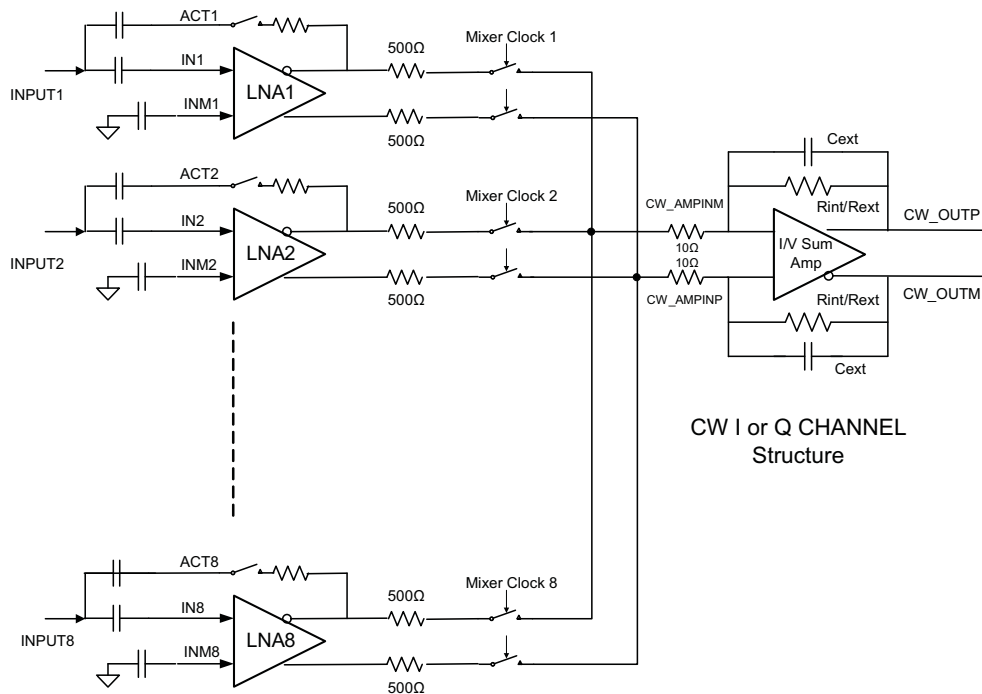 ACT1
Mixer Clock 1
500Ω
IN1
INPUT1
LNA1
INM1
500Ω
Cext
ACT2
Mixer Clock 2
500Ω
CW_AMPINM
Rint/Rext
CW_OUTP
IN2
INPUT2
LNA2
10Ω
10Ω
I/V Sum
Amp
INM2
500Ω
CW_AMPINP
Rint/Rext
CW_OUTM
Cext
CW I or Q CHANNEL
Structure
ACT8
Mixer Clock 8
500Ω
IN8
INPUT8
LNA8
INM8
500Ω